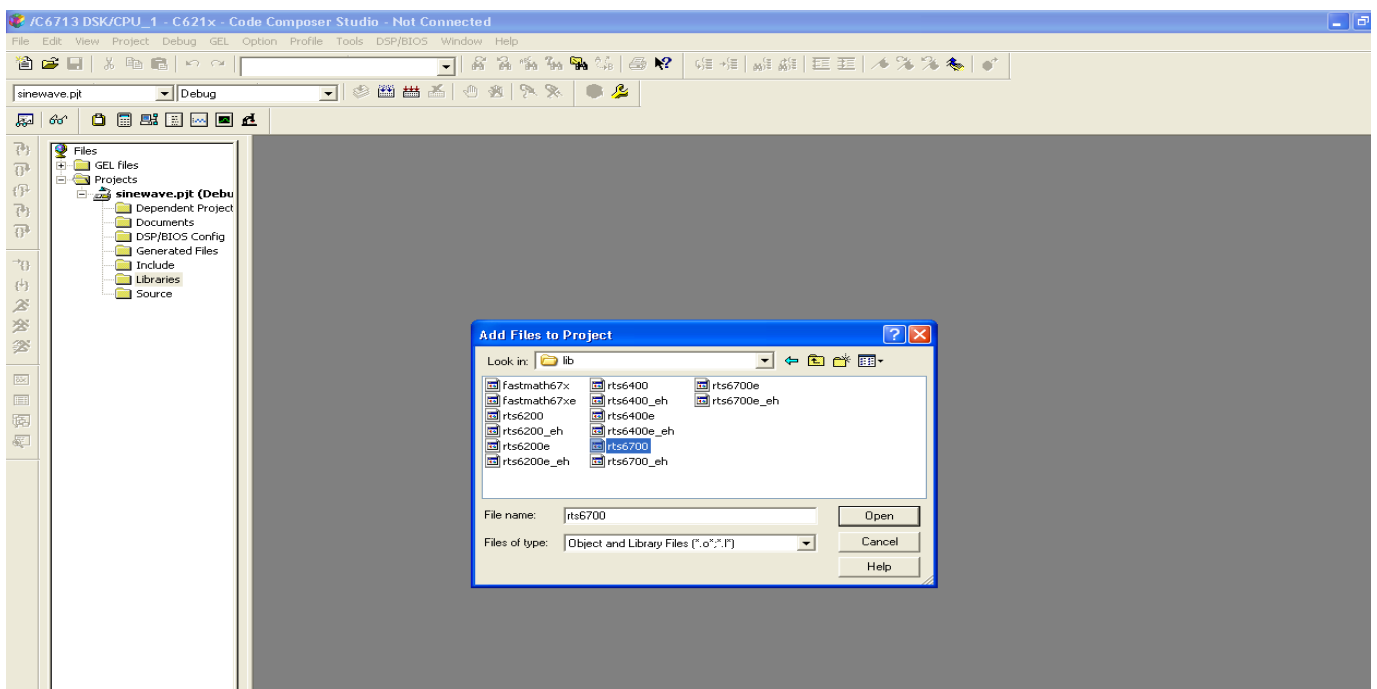 /C6713 DSK/CPU_1 - C621x - Code Composer Studio - Not Connected
File Edit View Project Debug GEL Option Profile Tools DSP/BIOS Window Help
sinewave.pjt Debug
Files
GEL files
Projects
sinewave.pjt (Debu
Dependent Project
Documents
DSP/BIOS Config
Generated Files
Include
Libraries
Source
Add Files to Project
Look in: lib
fastmath67x rts6400 rts6700e
fastmath67xe rts6400_eh rts6700e_eh
rts6200 rts6400e
rts6200_eh rts6400e_eh
rts6200e rts6700
rts6200e_eh rts6700_eh
File name: rts6700 Open
Files of type: Object and Library Files (*.o*;*.l*) Cancel
Help